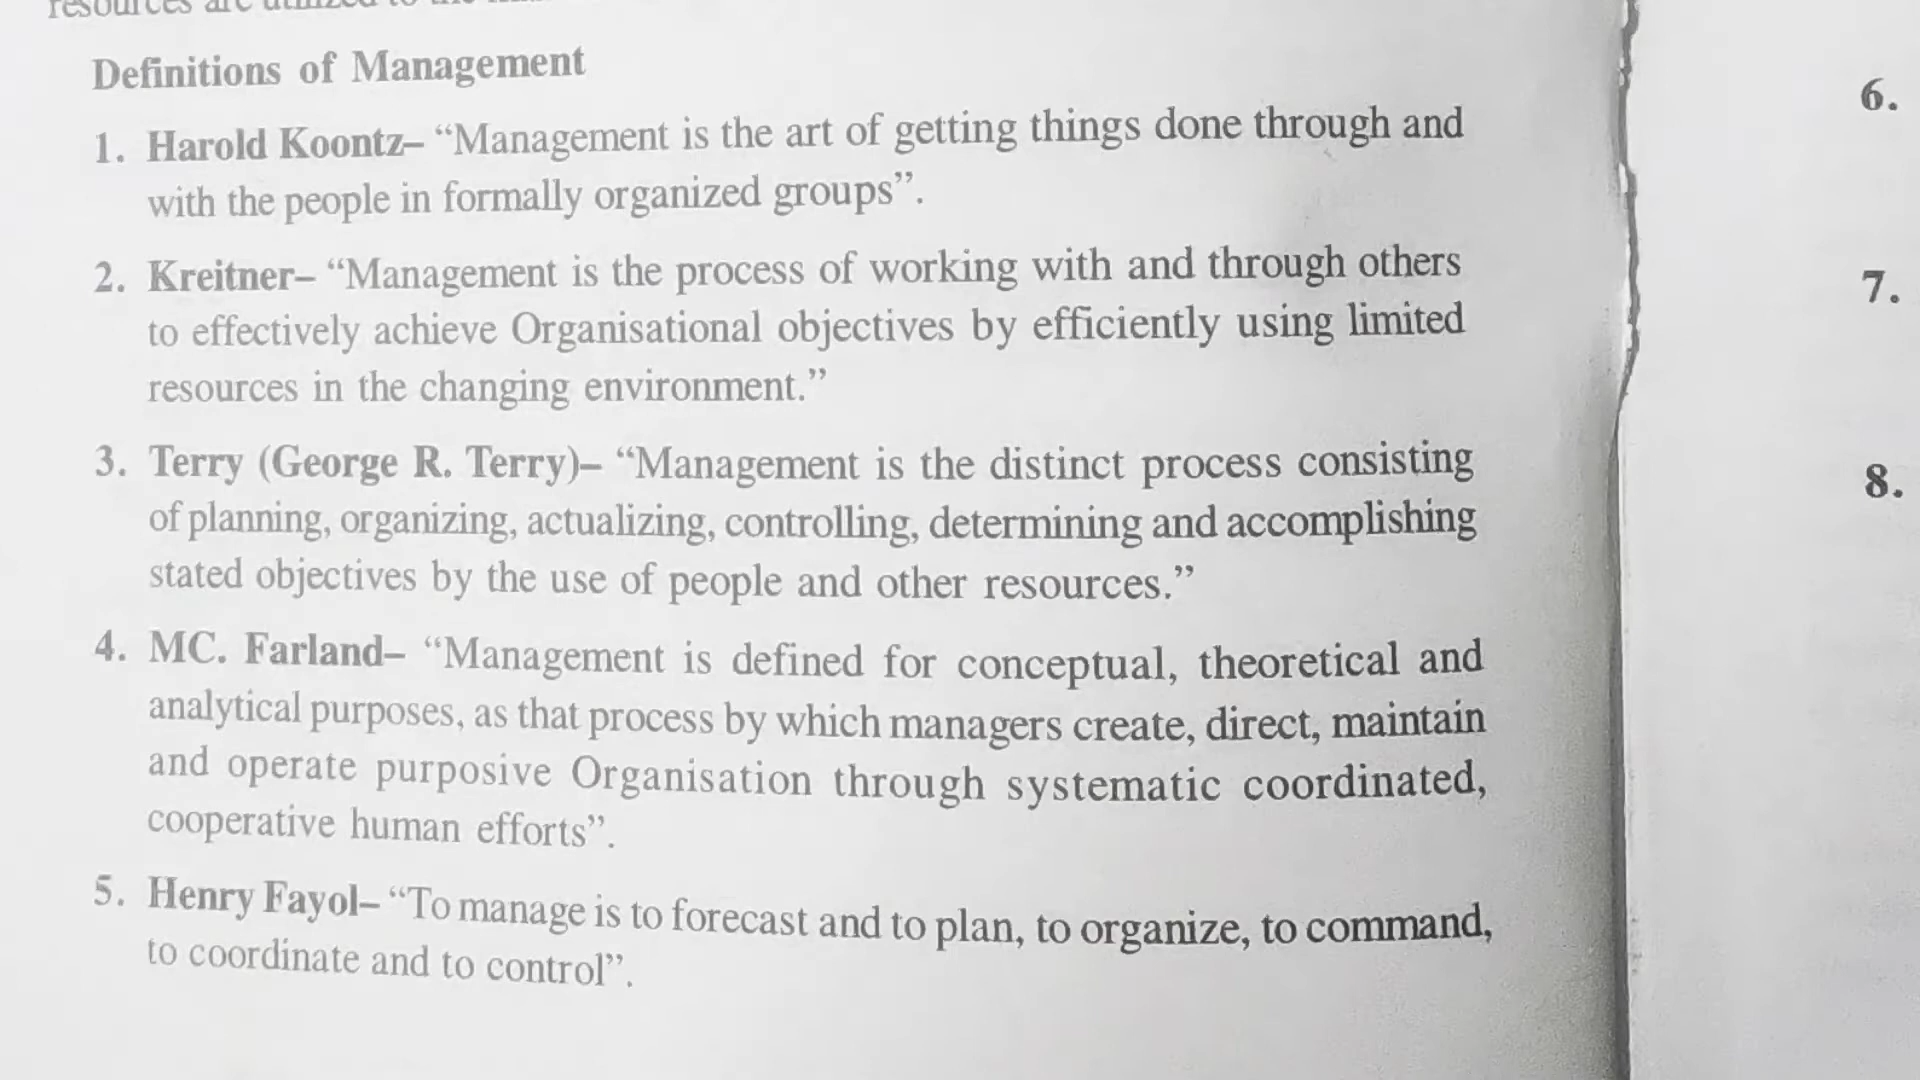 resources are utilized to the
Definitions of Management
1. Harold Koontz– “Management is the art of getting things done through and
with the people in formally organized groups”.
2. Kreitner– “Management is the process of working with and through others
to effectively achieve Organisational objectives by efficiently using limited
resources in the changing environment.”
3. Terry (George R. Terry)– “Management is the distinct process consisting
of planning, organizing, actualizing, controlling, determining and accomplishing
stated objectives by the use of people and other resources.”
4. MC. Farland– “Management is defined for conceptual, theoretical and
analytical purposes, as that process by which managers create, direct, maintain
and operate purposive Organisation through systematic coordinated,
cooperative human efforts”.
5. Henry Fayol– “To manage is to forecast and to plan, to organize, to command,
to coordinate and to control”.
6.
7.
8.